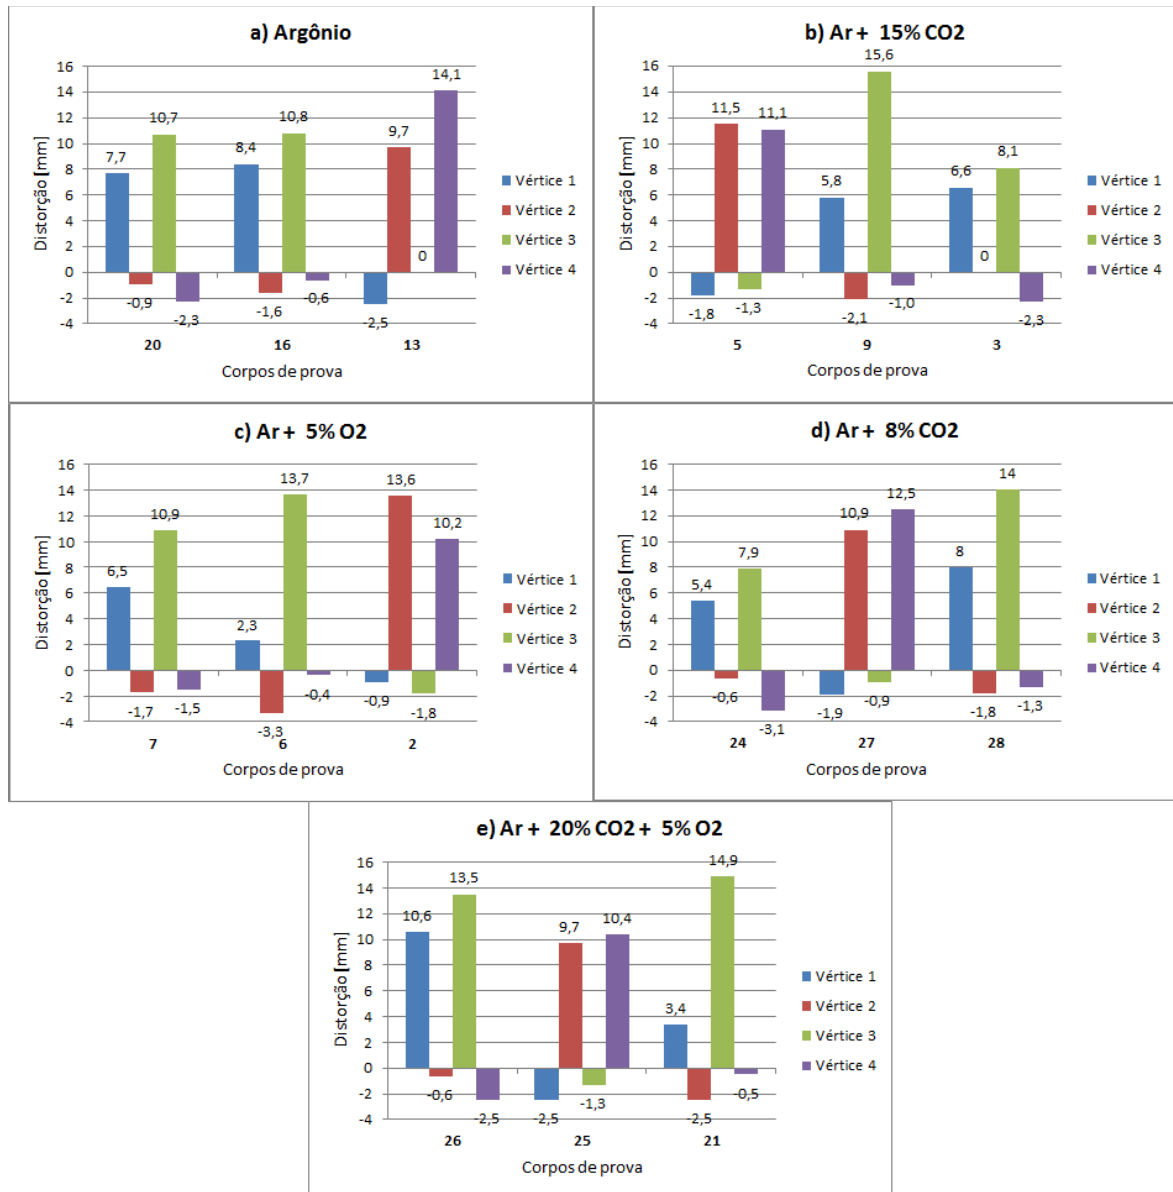 a) Argônio
Distorção [mm]
16
14
12
10
8
6
4
2
0
-2
-4
7,7
-0,9
10,7
-2,3
8,4
-1,6
10,8
-0,6
-2,5
9,7
0
14,1
20 16 13
Corpos de prova
Vértice 1
Vértice 2
Vértice 3
Vértice 4
b) Ar + 15% CO2
Distorção [mm]
16
14
12
10
8
6
4
2
0
-2
-4
-1,8
11,5
-1,3
11,1
5,8
-2,1
15,6
-1,0
6,6
0
8,1
-2,3
5 9 3
Corpos de prova
Vértice 1
Vértice 2
Vértice 3
Vértice 4
c) Ar + 5% O2
Distorção [mm]
16
14
12
10
8
6
4
2
0
-2
-4
6,5
-1,7
10,9
-1,5
2,3
-3,3
13,7
-0,4
-0,9
13,6
-1,8
10,2
7 6 2
Corpos de prova
Vértice 1
Vértice 2
Vértice 3
Vértice 4
d) Ar + 8% CO2
Distorção [mm]
16
14
12
10
8
6
4
2
0
-2
-4
5,4
-0,6
7,9
-3,1
-1,9
10,9
-0,9
12,5
8
-1,8
14
-1,3
24 27 28
Corpos de prova
Vértice 1
Vértice 2
Vértice 3
Vértice 4
e) Ar + 20% CO2 + 5% O2
Distorção [mm]
16
14
12
10
8
6
4
2
0
-2
-4
10,6
-0,6
13,5
-2,5
-2,5
9,7
-1,3
10,4
3,4
-2,5
14,9
-0,5
26 25 21
Corpos de prova
Vértice 1
Vértice 2
Vértice 3
Vértice 4